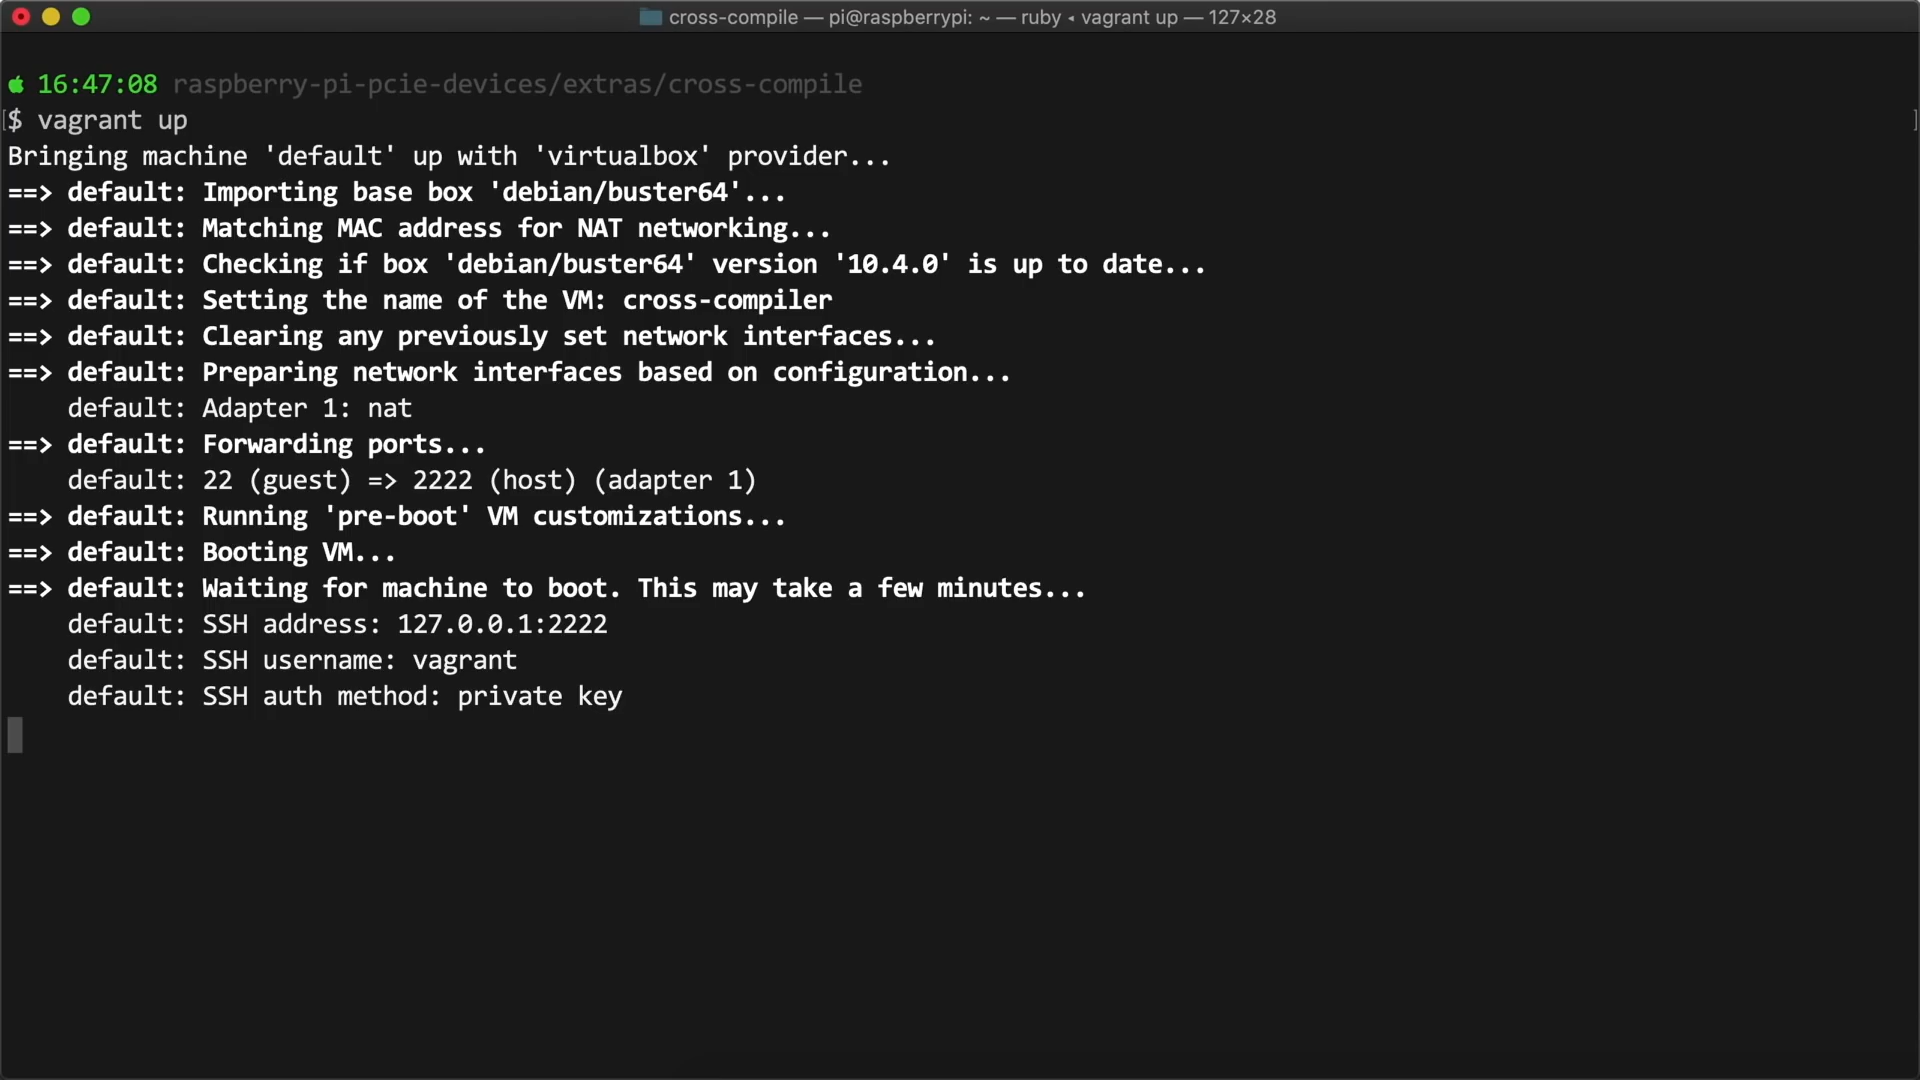 cross-compile — pi@raspberrypi: ~ — ruby ◂ vagrant up — 127×28
16:47:08 raspberry-pi-pcie-devices/extras/cross-compile
[$ vagrant up ]
Bringing machine 'default' up with 'virtualbox' provider...
==> default: Importing base box 'debian/buster64'...
==> default: Matching MAC address for NAT networking...
==> default: Checking if box 'debian/buster64' version '10.4.0' is up to date...
==> default: Setting the name of the VM: cross-compiler
==> default: Clearing any previously set network interfaces...
==> default: Preparing network interfaces based on configuration...
    default: Adapter 1: nat
==> default: Forwarding ports...
    default: 22 (guest) => 2222 (host) (adapter 1)
==> default: Running 'pre-boot' VM customizations...
==> default: Booting VM...
==> default: Waiting for machine to boot. This may take a few minutes...
    default: SSH address: 127.0.0.1:2222
    default: SSH username: vagrant
    default: SSH auth method: private key